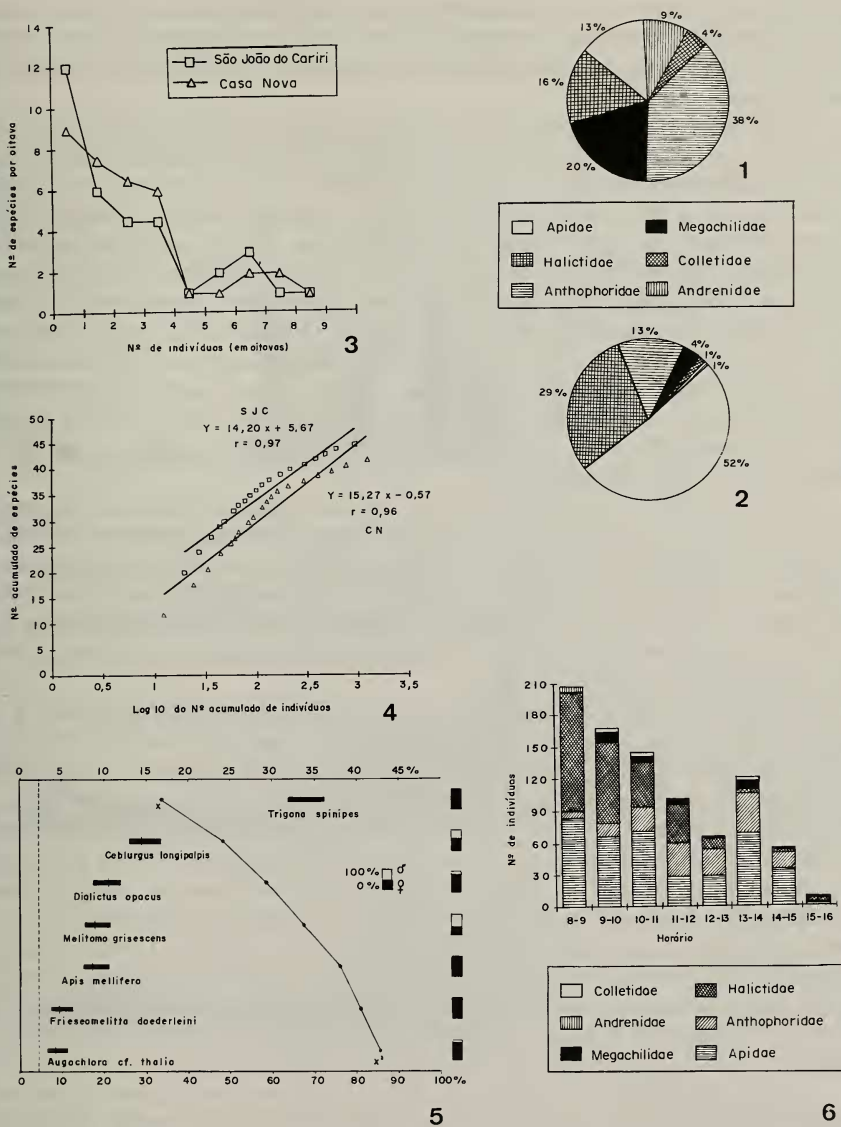 14
12
10
8
6
4
2
0
Nº de espécies por oitava
São João do Cariri
Casa Nova
0 1 2 3 4 5 6 7 8 9
Nº de indivíduos (em oitavas)
3
13%
9%
4%
16%
38%
20%
1
Apidae
Megachilidae
Halictidae
Colletidae
Anthophoridae
Andrenidae
13%
4%
1%
1%
29%
52%
2
50
45
40
35
30
25
20
15
10
5
0
Nº acumulado de espécies
SJC
Y = 14,20 x + 5.67
r = 0,97
Y = 15,27 x - 0,57
r = 0,96
CN
0 0,5 1 1,5 2 2,5 3 3,5
Log 10 do Nº acumulado de indivíduos
4
0 5 10 15 20 25 30 35 40 45%
x
Trigona spinipes
Ceblurgus longipalpis
100% ♂
0% ♀
Dialictus opacus
Melitoma grisescens
Apis mellifera
Frieseomelitta doederleini
Augochlora cf. thalia
x'
0 10 20 30 40 50 60 70 80 90 100%
5
210
180
150
120
90
60
30
0
Nº de indivíduos
8-9 9-10 10-11 11-12 12-13 13-14 14-15 15-16
Horário
Colletidae
Halictidae
Andrenidae
Anthophoridae
Megachilidae
Apidae
6